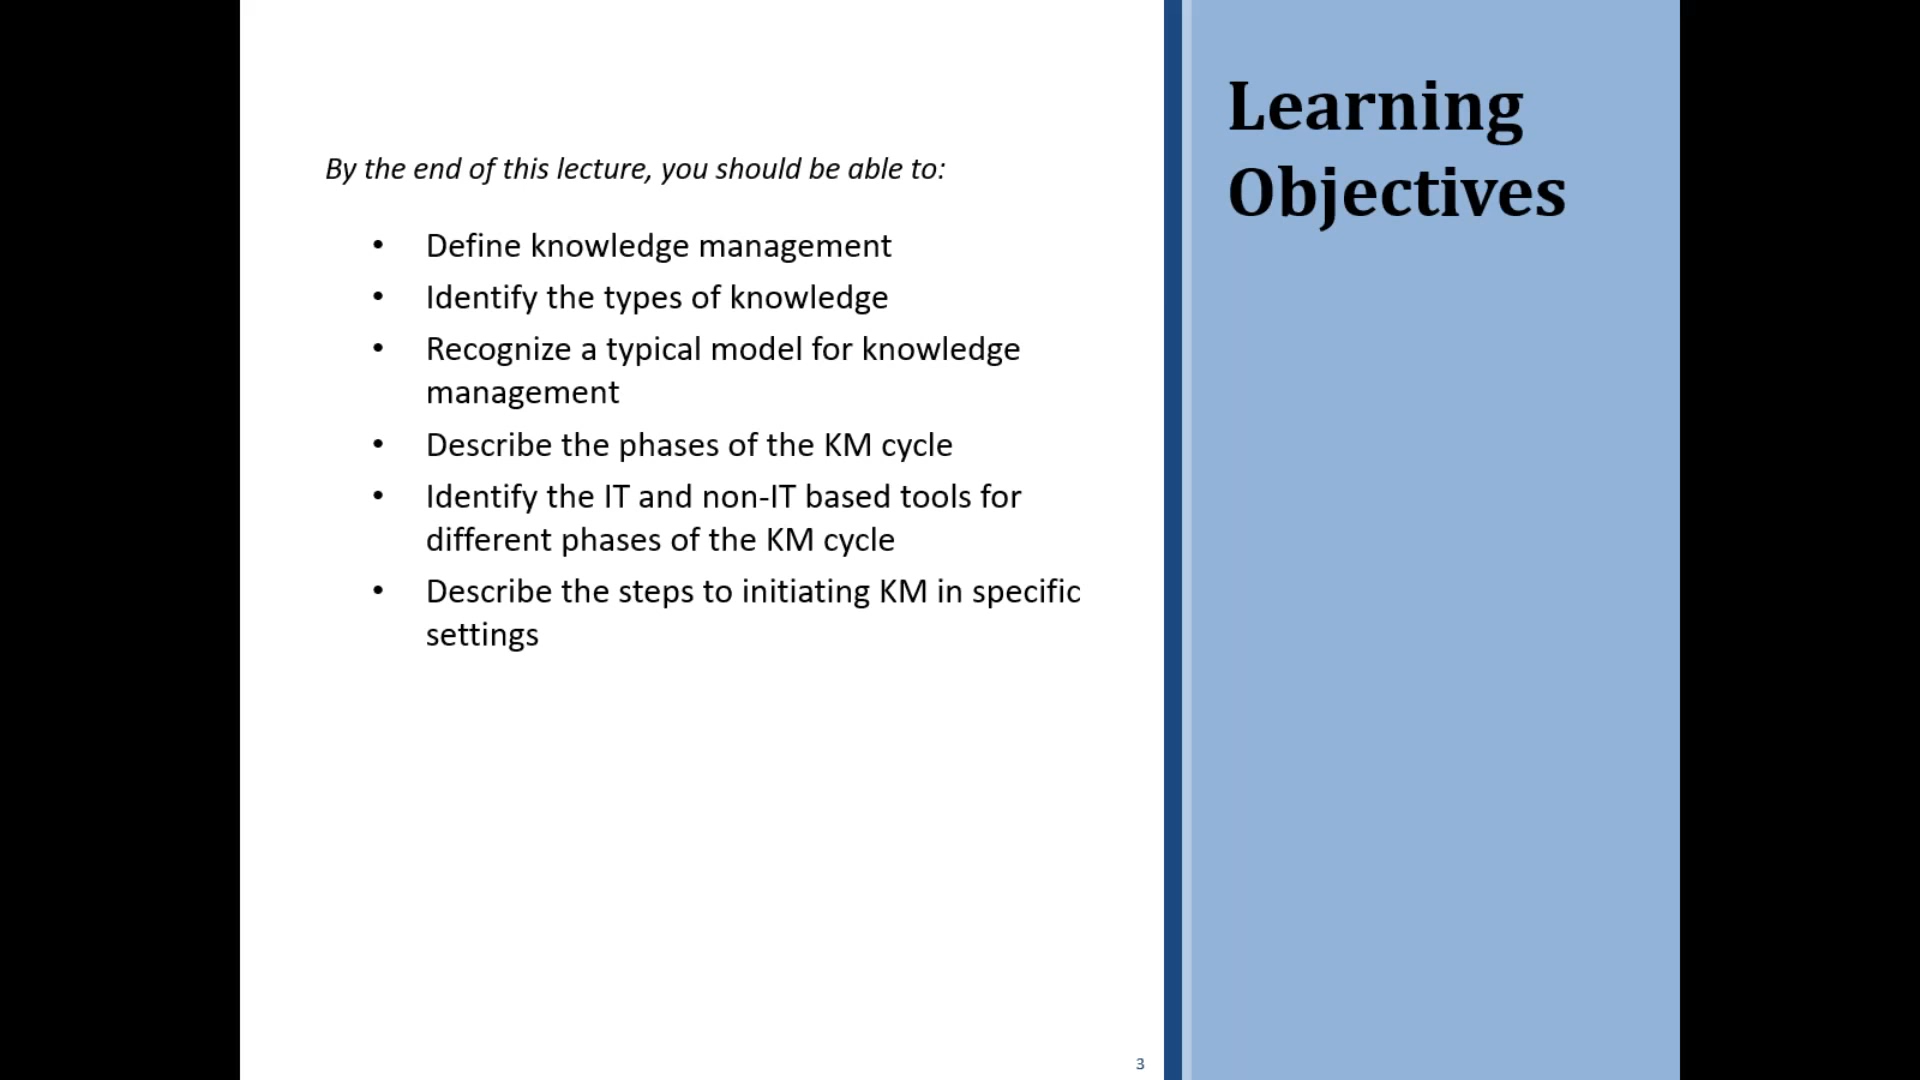 Learning
Objectives
By the end of this lecture, you should be able to:
• Define knowledge management
• Identify the types of knowledge
• Recognize a typical model for knowledge
management
• Describe the phases of the KM cycle
• Identify the IT and non-IT based tools for
different phases of the KM cycle
• Describe the steps to initiating KM in specific
settings
3